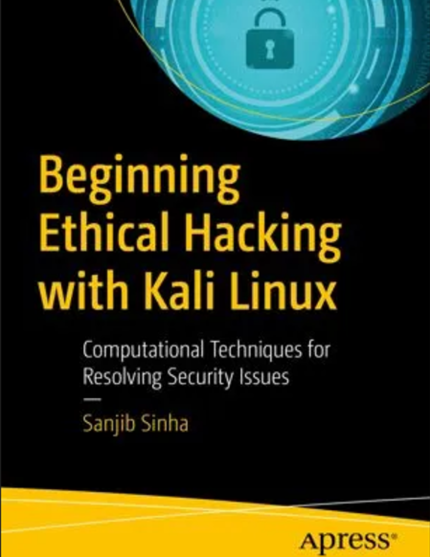 Beginning
Ethical Hacking
with Kali Linux
Computational Techniques for
Resolving Security Issues
—
Sanjib Sinha
Apress®